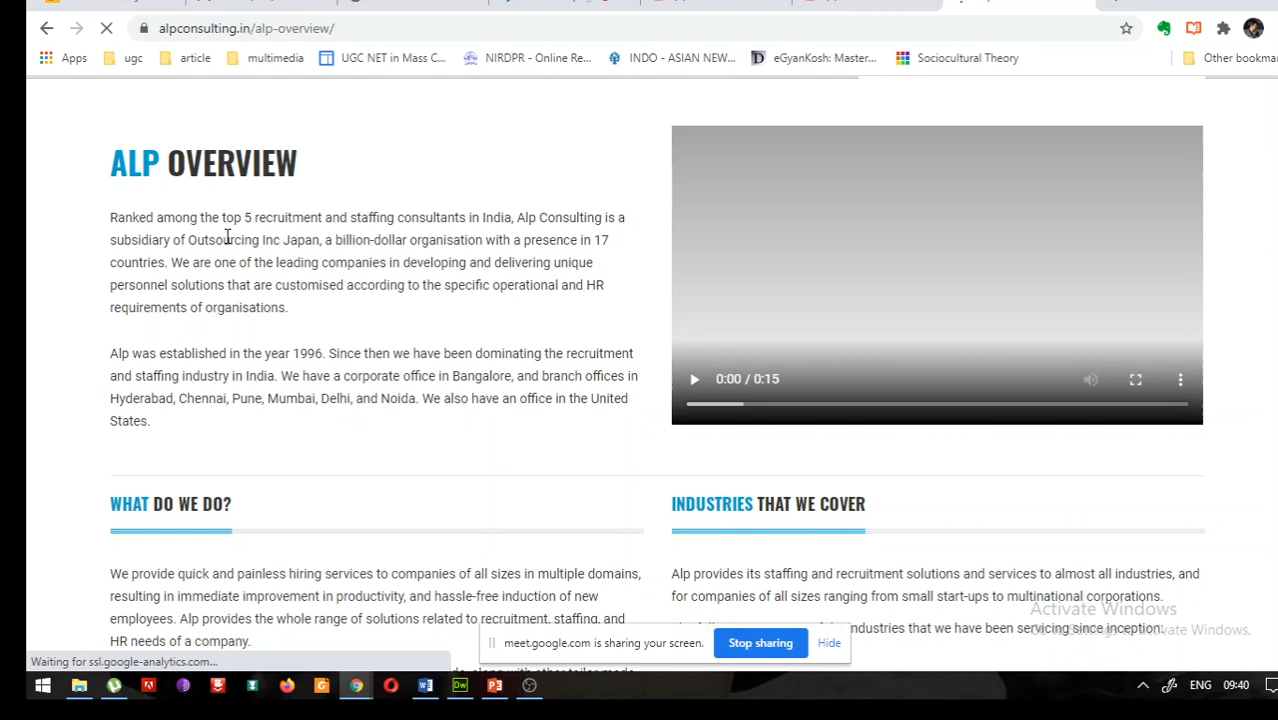 alpconsulting.in/alp-overview/
Apps ugc article multimedia UGC NET in Mass C... NIRDPR - Online Re... INDO - ASIAN NEW... eGyanKosh: Master... Sociocultural Theory Other bookmar
ALP OVERVIEW
Ranked among the top 5 recruitment and staffing consultants in India, Alp Consulting is a
subsidiary of Outsourcing Inc Japan, a billion-dollar organisation with a presence in 17
countries. We are one of the leading companies in developing and delivering unique
personnel solutions that are customised according to the specific operational and HR
requirements of organisations.
Alp was established in the year 1996. Since then we have been dominating the recruitment
and staffing industry in India. We have a corporate office in Bangalore, and branch offices in
Hyderabad, Chennai, Pune, Mumbai, Delhi, and Noida. We also have an office in the United
States.
0:00 / 0:15
WHAT DO WE DO?
We provide quick and painless hiring services to companies of all sizes in multiple domains,
resulting in immediate improvement in productivity, and hassle-free induction of new
employees. Alp provides the whole range of solutions related to recruitment, staffing, and
HR needs of a company.
INDUSTRIES THAT WE COVER
Alp provides its staffing and recruitment solutions and services to almost all industries, and
for companies of all sizes ranging from small start-ups to multinational corporations.
industries that we have been servicing since inception:
Activate Windows
Go to Settings to activate Windows.
meet.google.com is sharing your screen. Stop sharing Hide
Waiting for ssl.google-analytics.com...
ENG 09:40